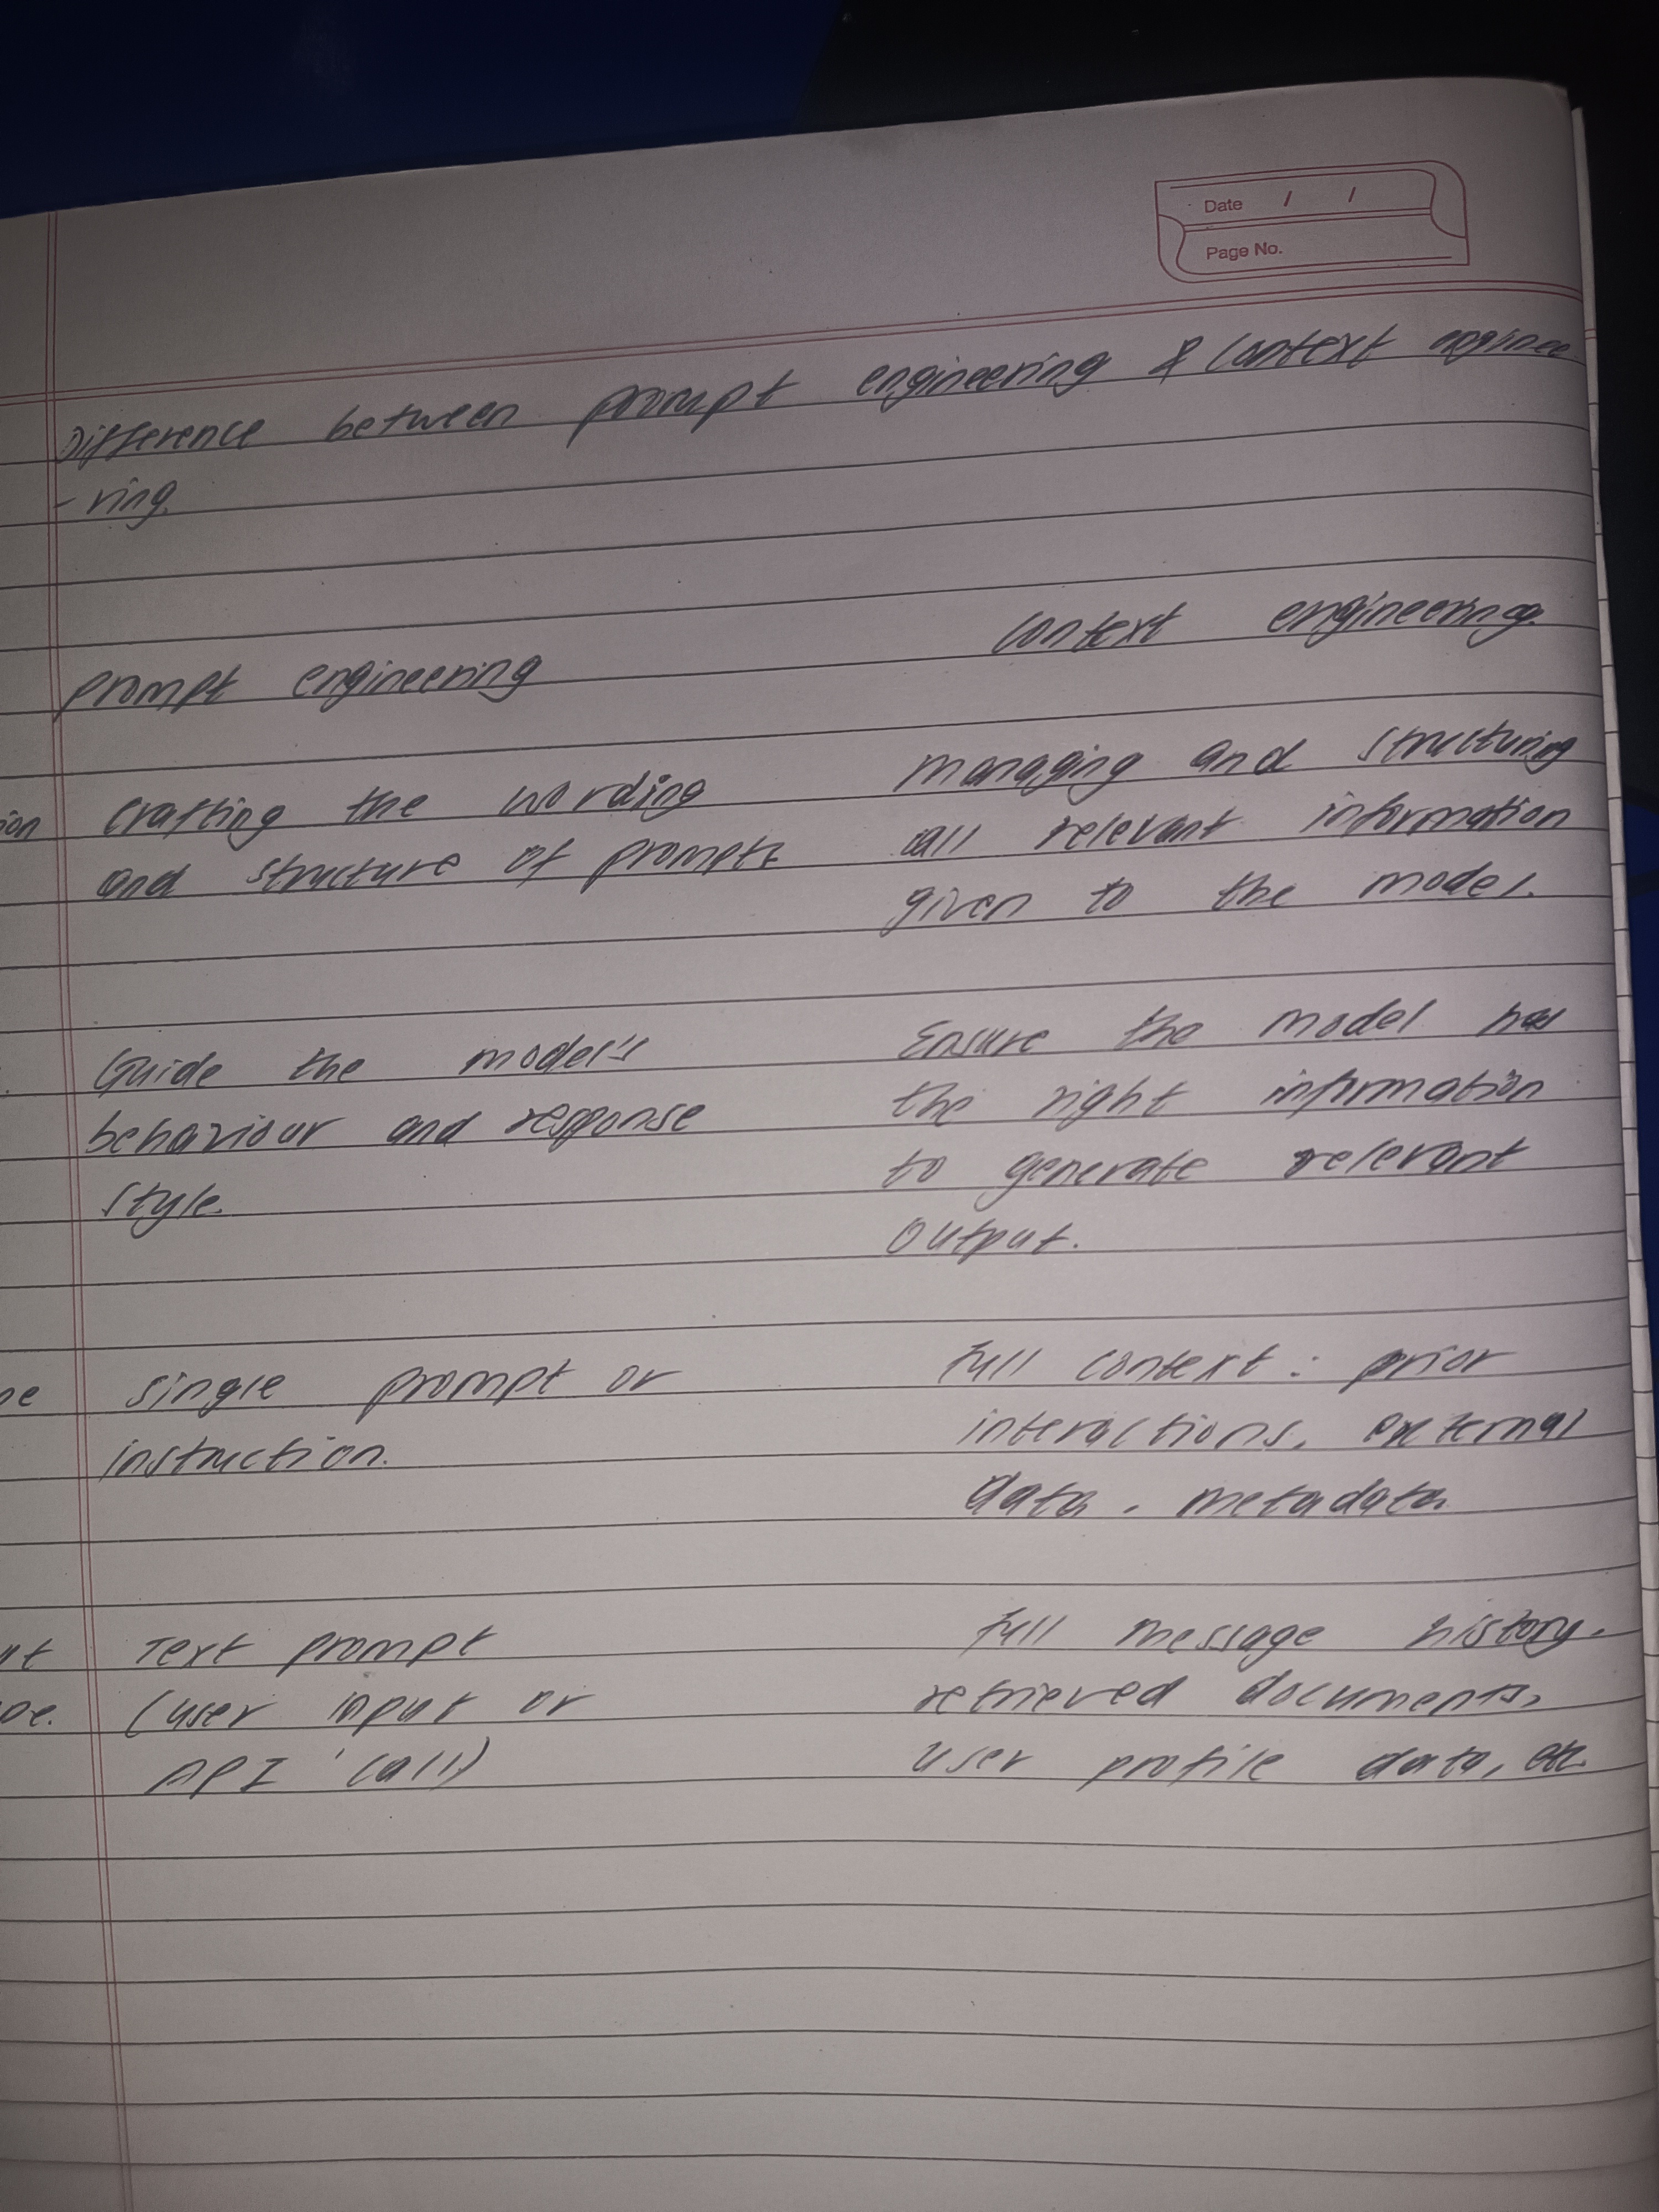 Date / /
Page No.
Difference between prompt engineering & context enginee
- ring.
prompt engineering context engineering.
ion crafting the wording managing and structuring
and structure of prompts all relevant information
given to the model.
Guide the model's Ensure the model has
behaviour and response the right information
style. to generate relevant
output.
pe single prompt or full context : prior
instruction. interactions, external
data, metadata
ut Text prompt full message history,
pe. (user input or retrieved documents,
API call) user profile data, etc.